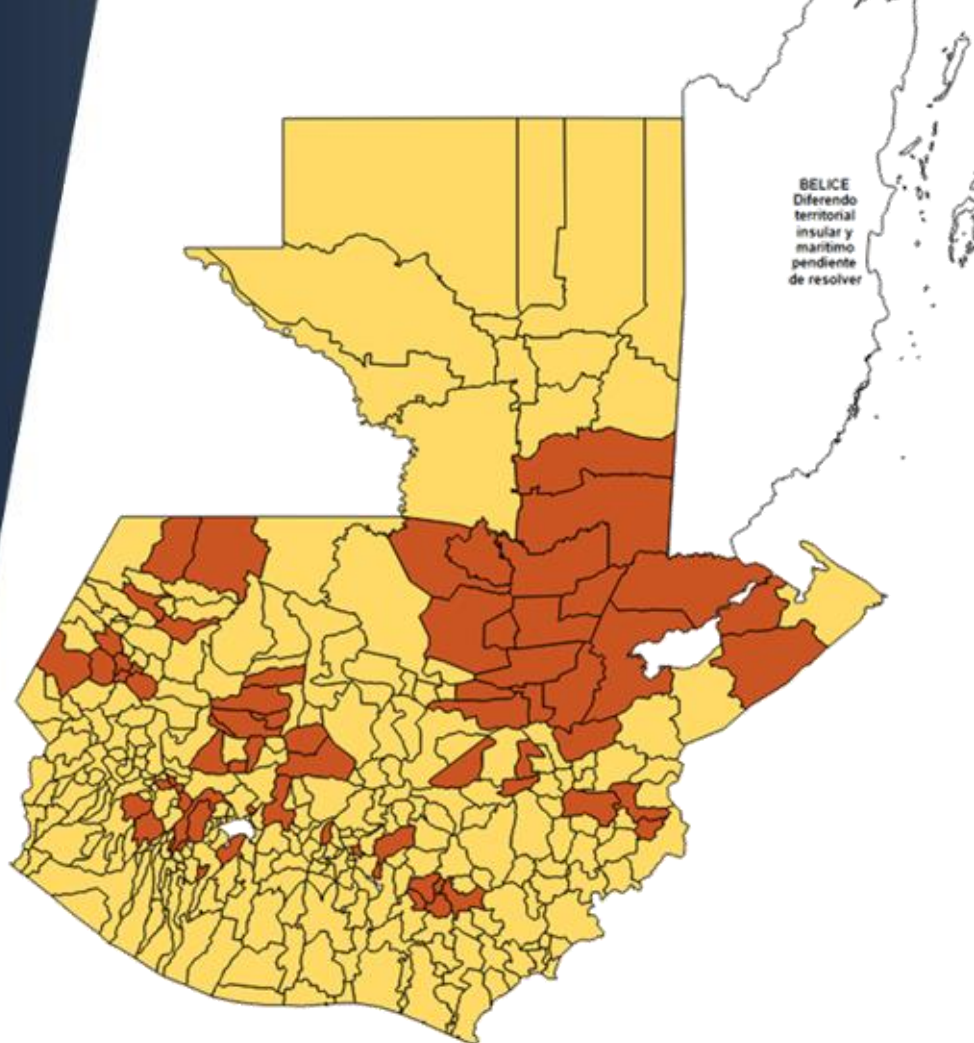 BELICE
Diferendo
territorial
insular y
marítimo
pendiente
de resolver